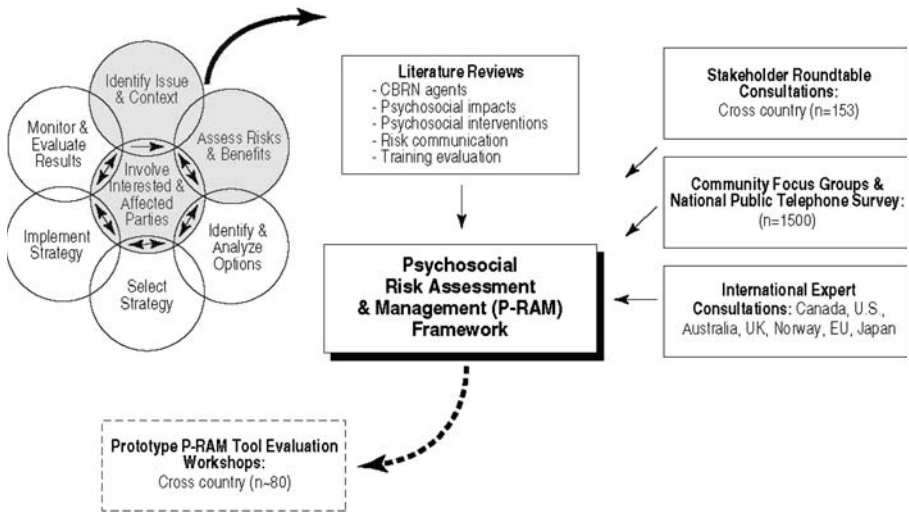 Identify Issue
& Context
Monitor &
Evaluate
Results
Assess Risks
& Benefits
Involve
Interested &
Affected
Parties
Implement
Strategy
Identify &
Analyze
Options
Select
Strategy
Literature Reviews
- CBRN agents
- Psychosocial impacts
- Psychosocial interventions
- Risk communication
- Training evaluation
Stakeholder Roundtable
Consultations:
Cross country (n=153)
Community Focus Groups &
National Public Telephone Survey:
(n=1500)
Psychosocial
Risk Assessment
& Management (P-RAM)
Framework
International Expert
Consultations: Canada, U.S.,
Australia, UK, Norway, EU, Japan
Prototype P-RAM Tool Evaluation
Workshops:
Cross country (n~80)